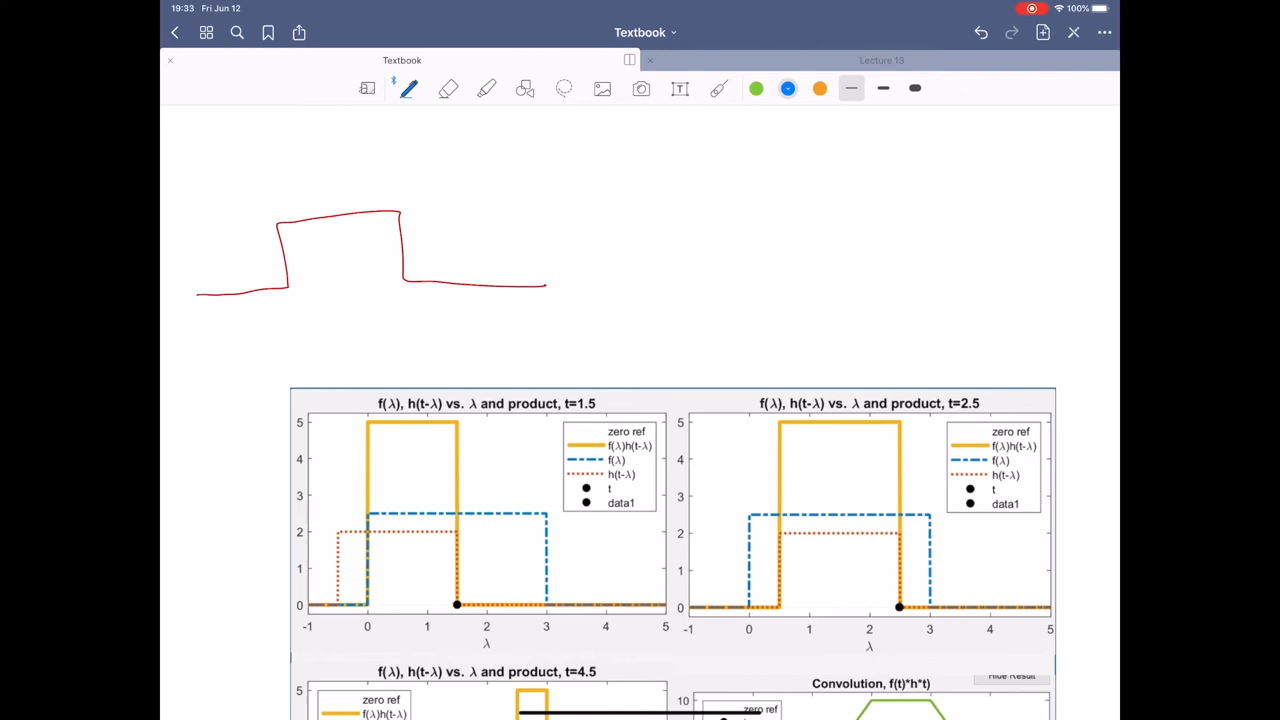 19:33 Fri Jun 12
100%
Textbook
Textbook
Lecture 13
T
f(λ), h(t-λ) vs. λ and product, t=1.5
zero ref
f(λ)h(t-λ)
f(λ)
h(t-λ)
t
data1
5
4
3
2
1
0
-1 0 1 2 3 4 5
λ
f(λ), h(t-λ) vs. λ and product, t=2.5
zero ref
f(λ)h(t-λ)
f(λ)
h(t-λ)
t
data1
5
4
3
2
1
0
-1 0 1 2 3 4 5
λ
f(λ), h(t-λ) vs. λ and product, t=4.5
zero ref
f(λ)h(t-λ)
5
Hide Result
Convolution, f(t)*h*t)
zero ref
10